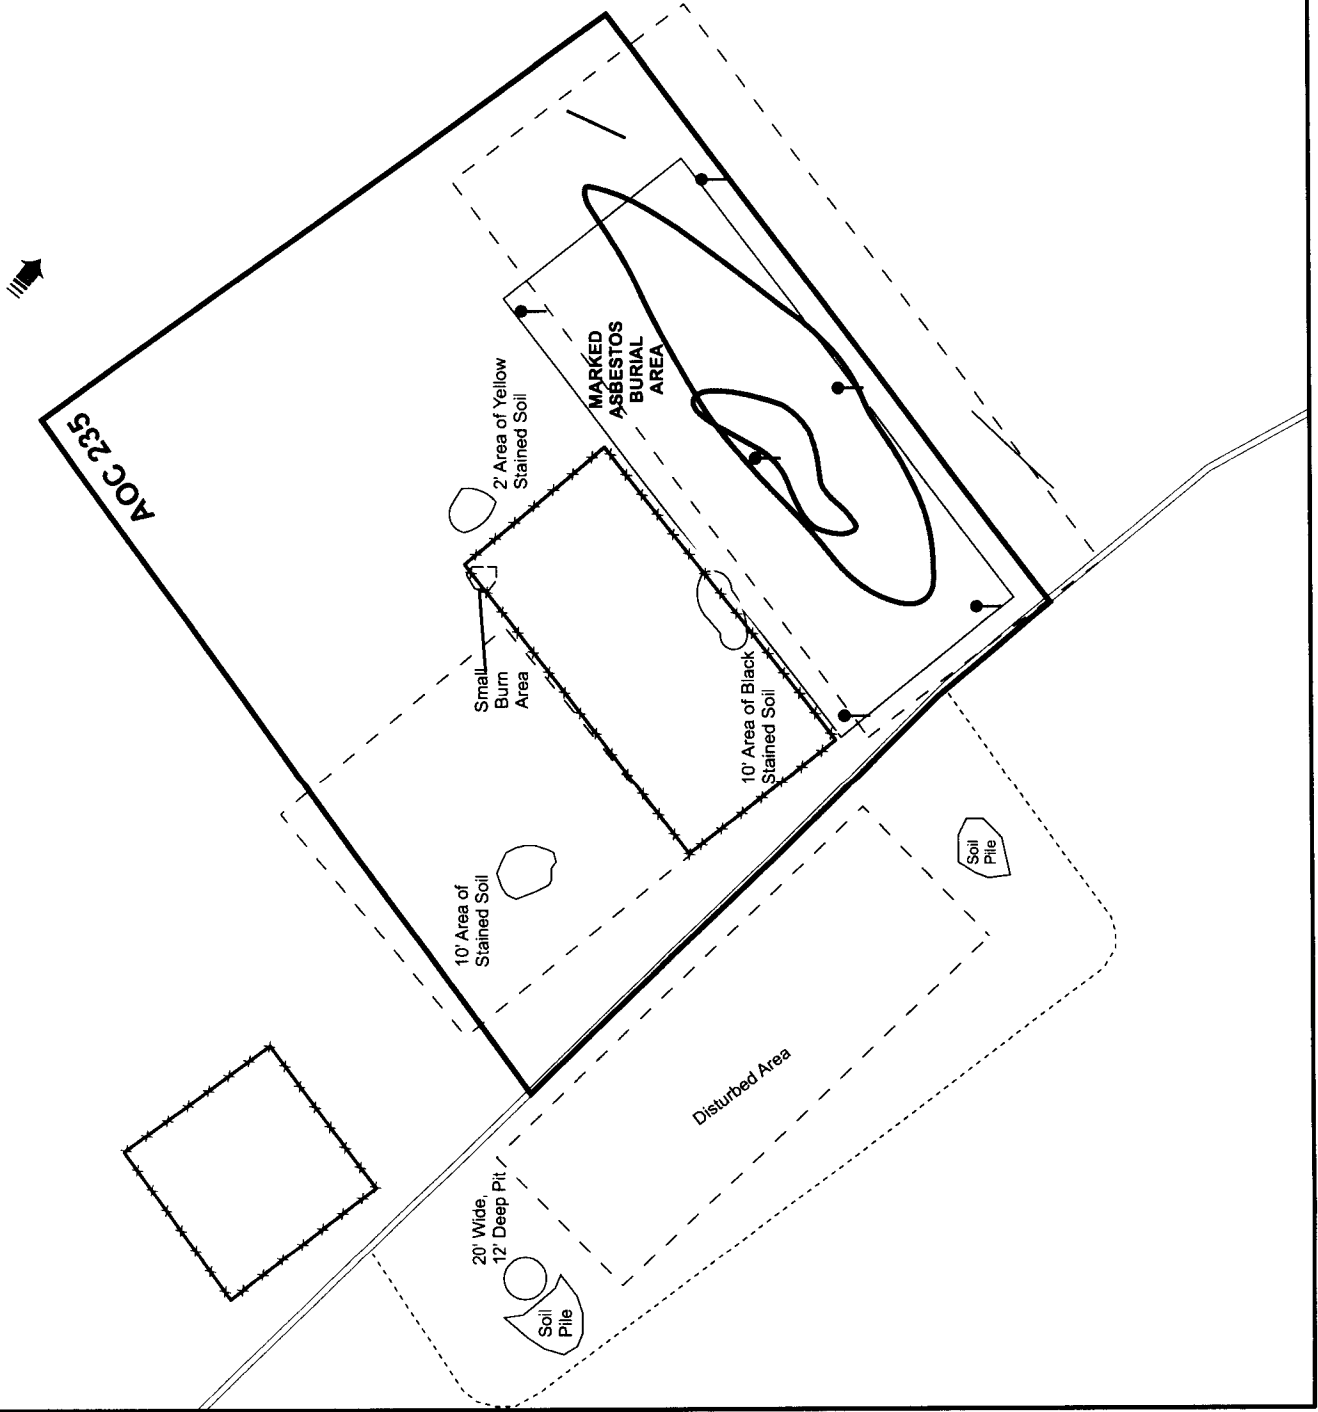 AOC 235
MARKED
ASBESTOS
BURIAL
AREA
2' Area of Yellow
Stained Soil
Small
Burn
Area
10' Area of Black
Stained Soil
10' Area of
Stained Soil
Soil
Pile
Disturbed Area
20' Wide,
12' Deep Pit
Soil
Pile